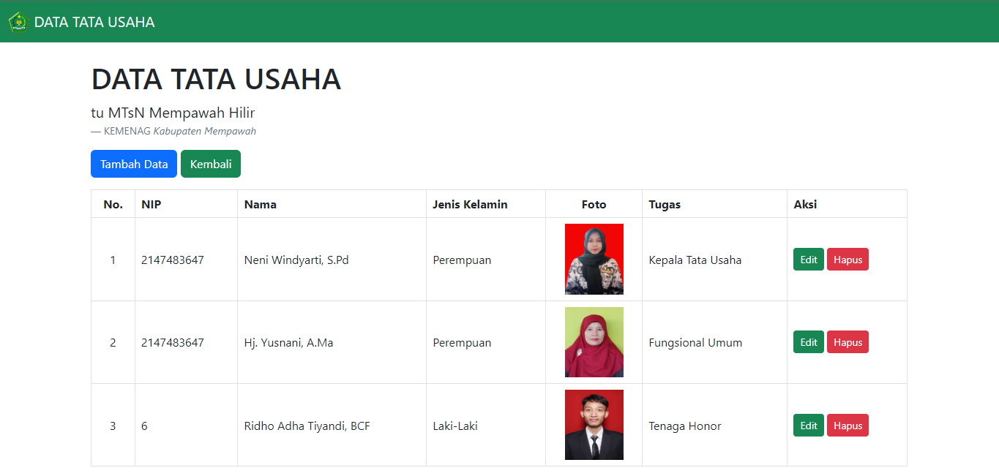 DATA TATA USAHA
DATA TATA USAHA
tu MTsN Mempawah Hilir
— KEMENAG Kabupaten Mempawah
Tambah Data Kembali
No. NIP Nama Jenis Kelamin Foto Tugas Aksi
1 2147483647 Neni Windyarti, S.Pd Perempuan Kepala Tata Usaha Edit Hapus
2 2147483647 Hj. Yusnani, A.Ma Perempuan Fungsional Umum Edit Hapus
3 6 Ridho Adha Tiyandi, BCF Laki-Laki Tenaga Honor Edit Hapus